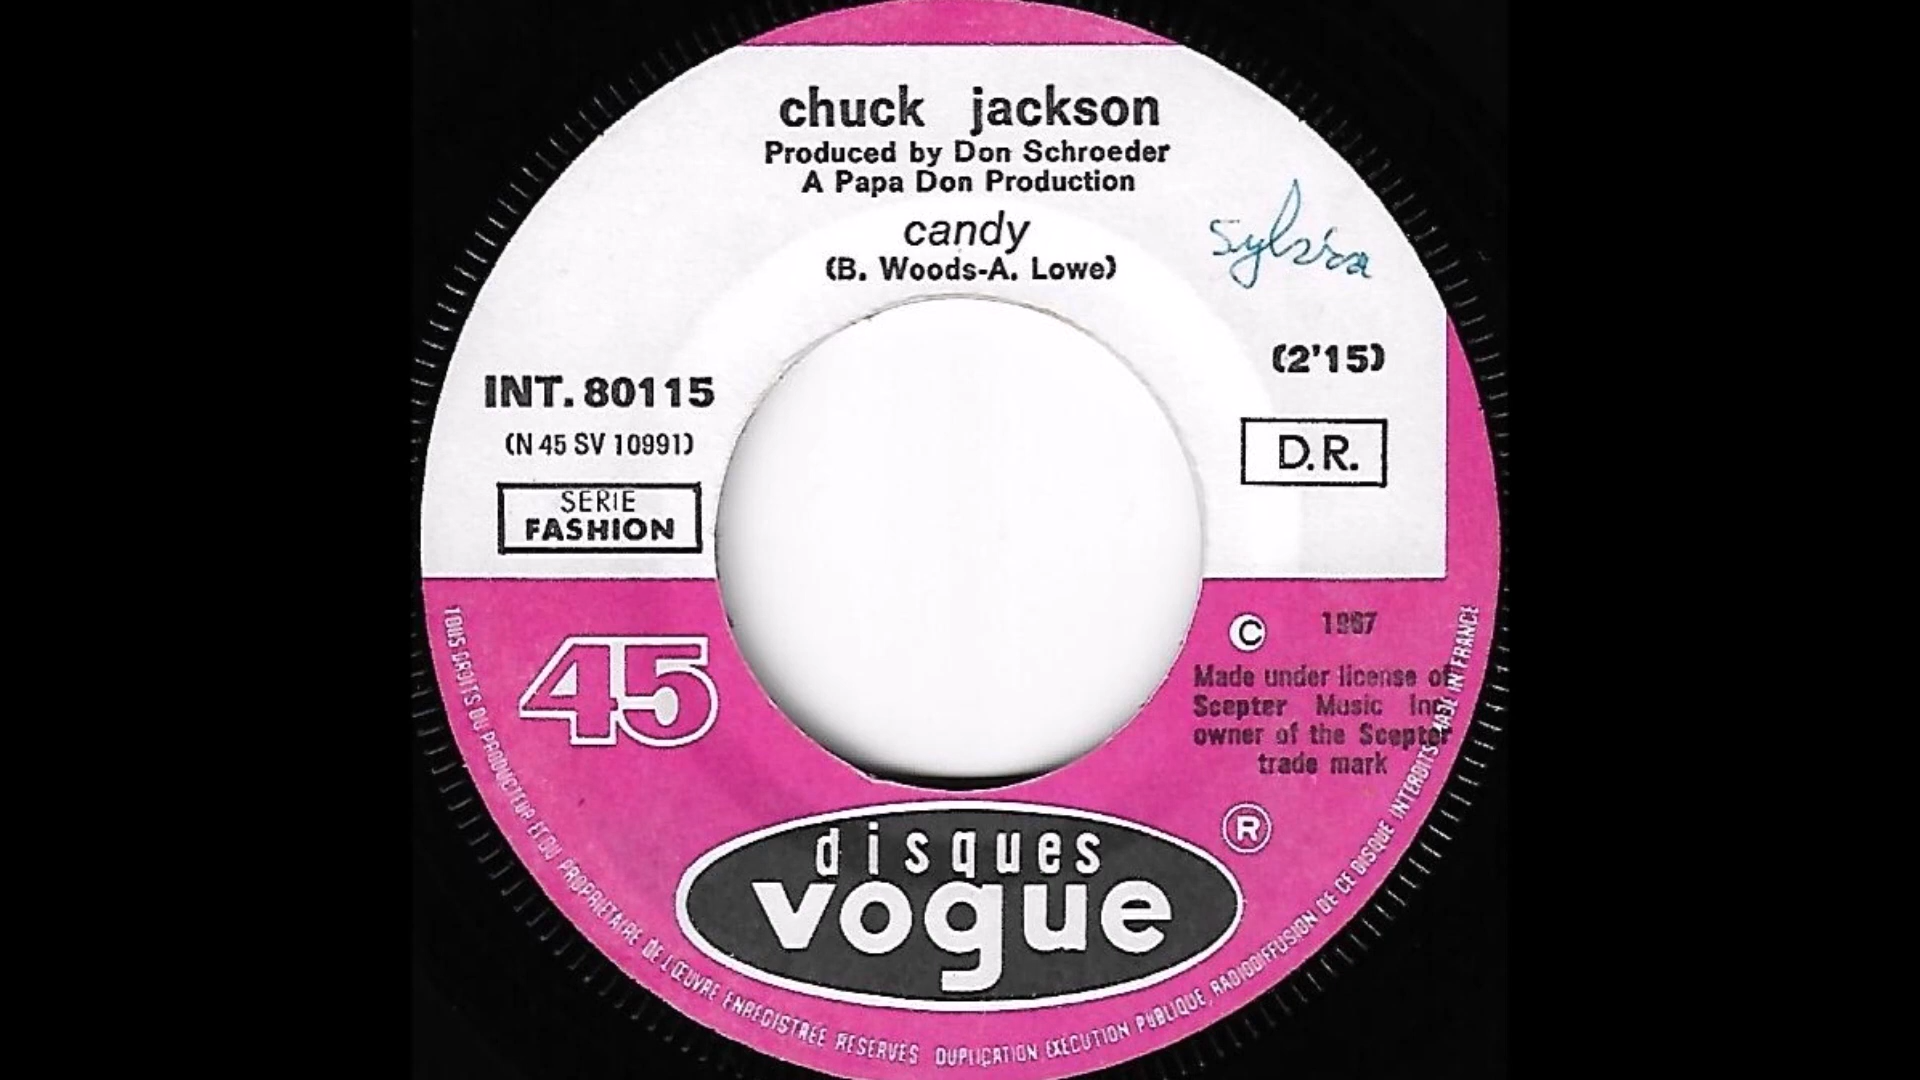 chuck jackson
Produced by Don Schroeder
A Papa Don Production
candy
(B. Woods-A. Lowe)
(2'15)
INT. 80115
(N 45 SV 10991)
D.R.
SERIE
FASHION
45
© 1967
Made under license of
Scepter Music Inc
owner of the Scepter
trade mark
®
disques
vogue
TOUS DROITS DU PRODUCTEUR ET DU PROPRIETAIRE DE L'ŒUVRE ENREGISTREE RESERVES DUPLICATION EXECUTION PUBLIQUE, RADIODIFFUSION DE CE DISQUE INTERDITS MADE IN FRANCE